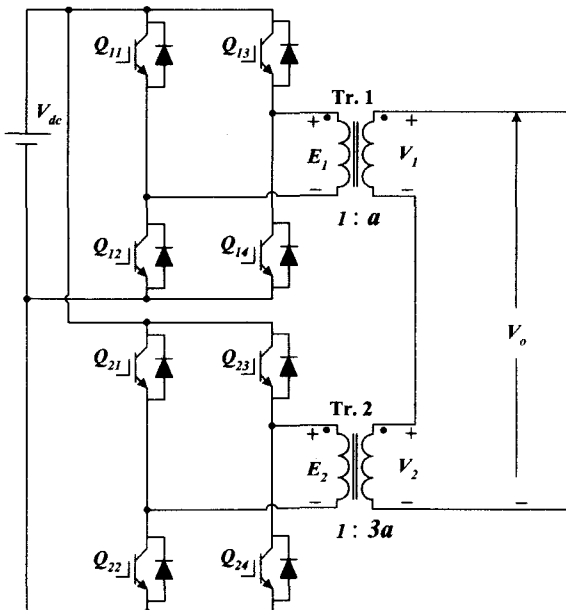 Q11
Q13
Vdc
Tr. 1
+
+
E1
V1
−
−
1 : a
Q12
Q14
Vo
Q21
Q23
Tr. 2
+
+
E2
V2
−
−
−
1 : 3a
Q22
Q24